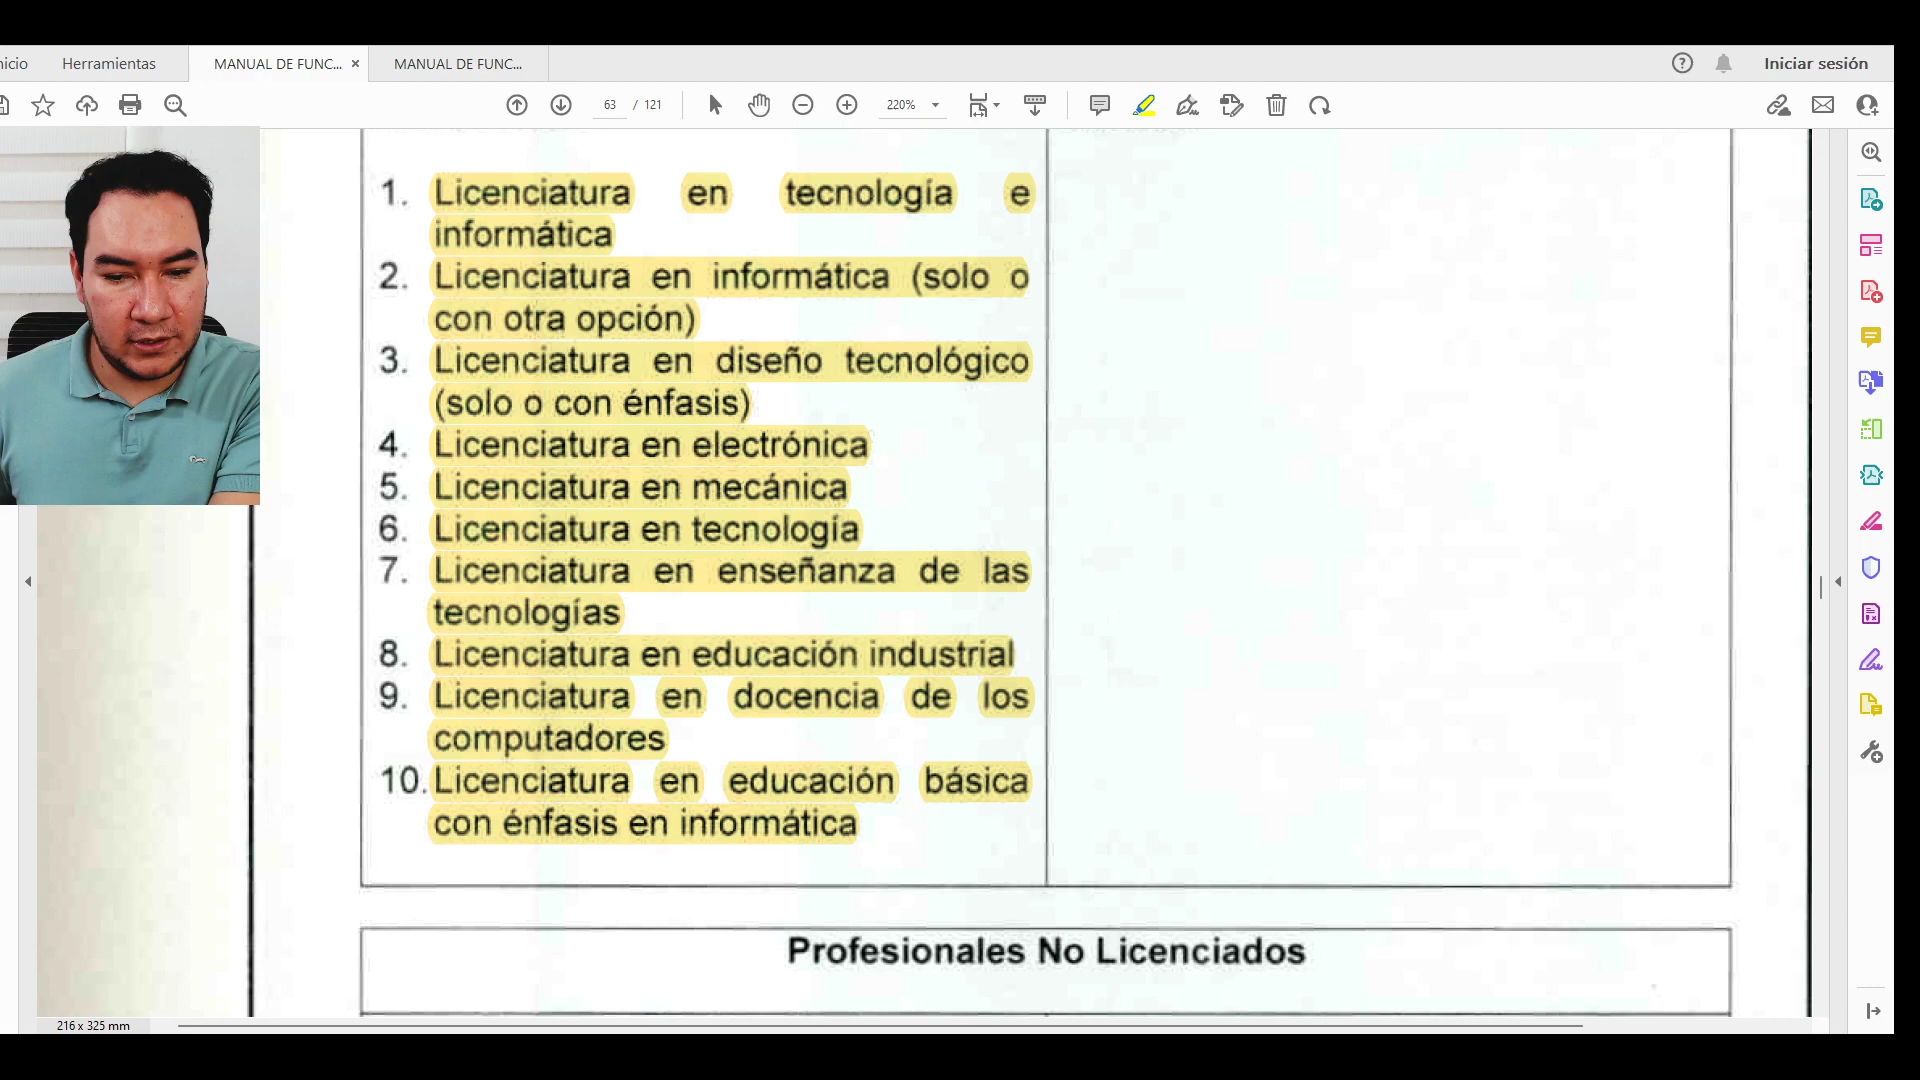 nicio
Herramientas
MANUAL DE FUNC... ×
MANUAL DE FUNC...
Iniciar sesión
63 / 121
220%
1. Licenciatura en tecnología e
informática
2. Licenciatura en informática (solo o
con otra opción)
3. Licenciatura en diseño tecnológico
(solo o con énfasis)
4. Licenciatura en electrónica
5. Licenciatura en mecánica
6. Licenciatura en tecnología
7. Licenciatura en enseñanza de las
tecnologías
8. Licenciatura en educación industrial
9. Licenciatura en docencia de los
computadores
10. Licenciatura en educación básica
con énfasis en informática
Profesionales No Licenciados
216 x 325 mm